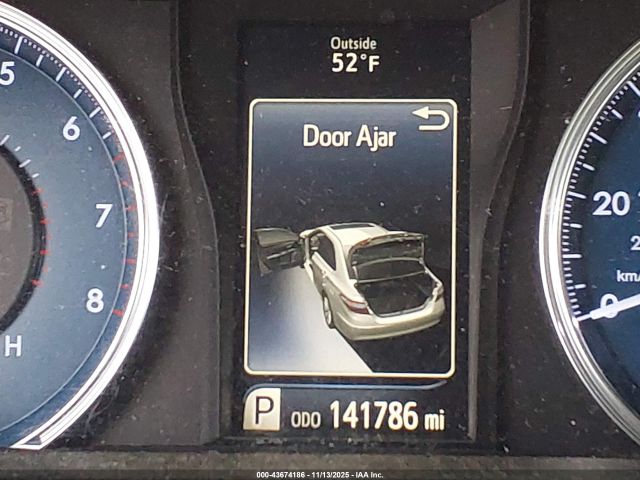 Outside
52°F
Door Ajar
5
6
7
8
H
20
2
km/
0
P ODO 141786 mi
000-43674186 - 11/13/2025 - IAA Inc.